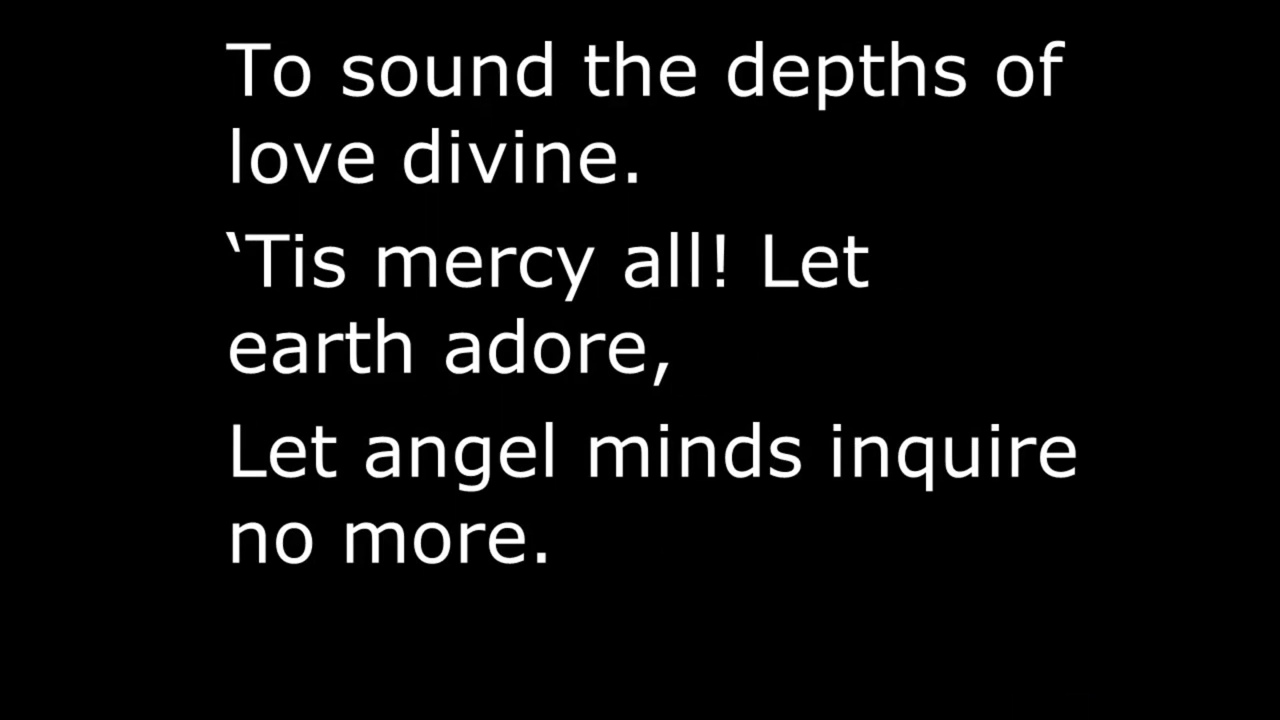 To sound the depths of
love divine.
‘Tis mercy all! Let
earth adore,
Let angel minds inquire
no more.